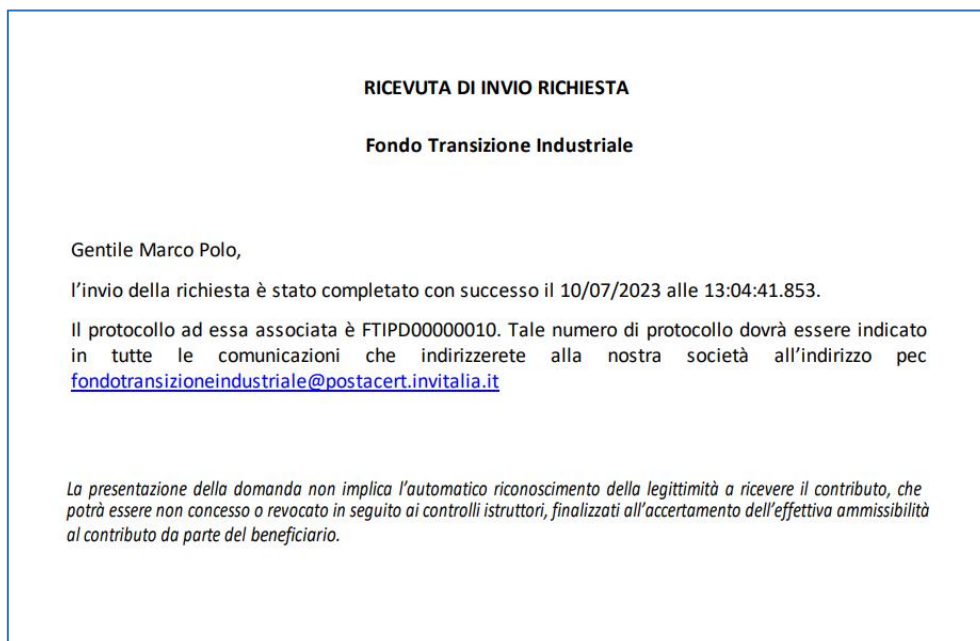 RICEVUTA DI INVIO RICHIESTA
Fondo Transizione Industriale
Gentile Marco Polo,
l’invio della richiesta è stato completato con successo il 10/07/2023 alle 13:04:41.853.
Il protocollo ad essa associata è FTIPD00000010. Tale numero di protocollo dovrà essere indicato
in tutte le comunicazioni che indirizzerete alla nostra società all’indirizzo pec
fondotransizioneindustriale@postacert.invitalia.it
La presentazione della domanda non implica l’automatico riconoscimento della legittimità a ricevere il contributo, che
potrà essere non concesso o revocato in seguito ai controlli istruttori, finalizzati all’accertamento dell’effettiva ammissibilità
al contributo da parte del beneficiario.